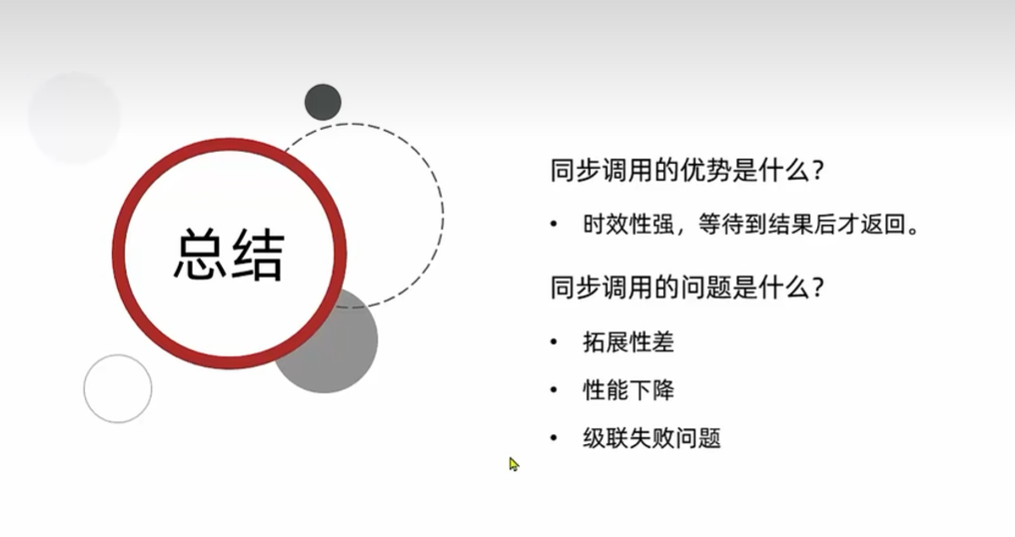 总结
同步调用的优势是什么？
• 时效性强，等待到结果后才返回。
同步调用的问题是什么？
• 拓展性差
• 性能下降
• 级联失败问题